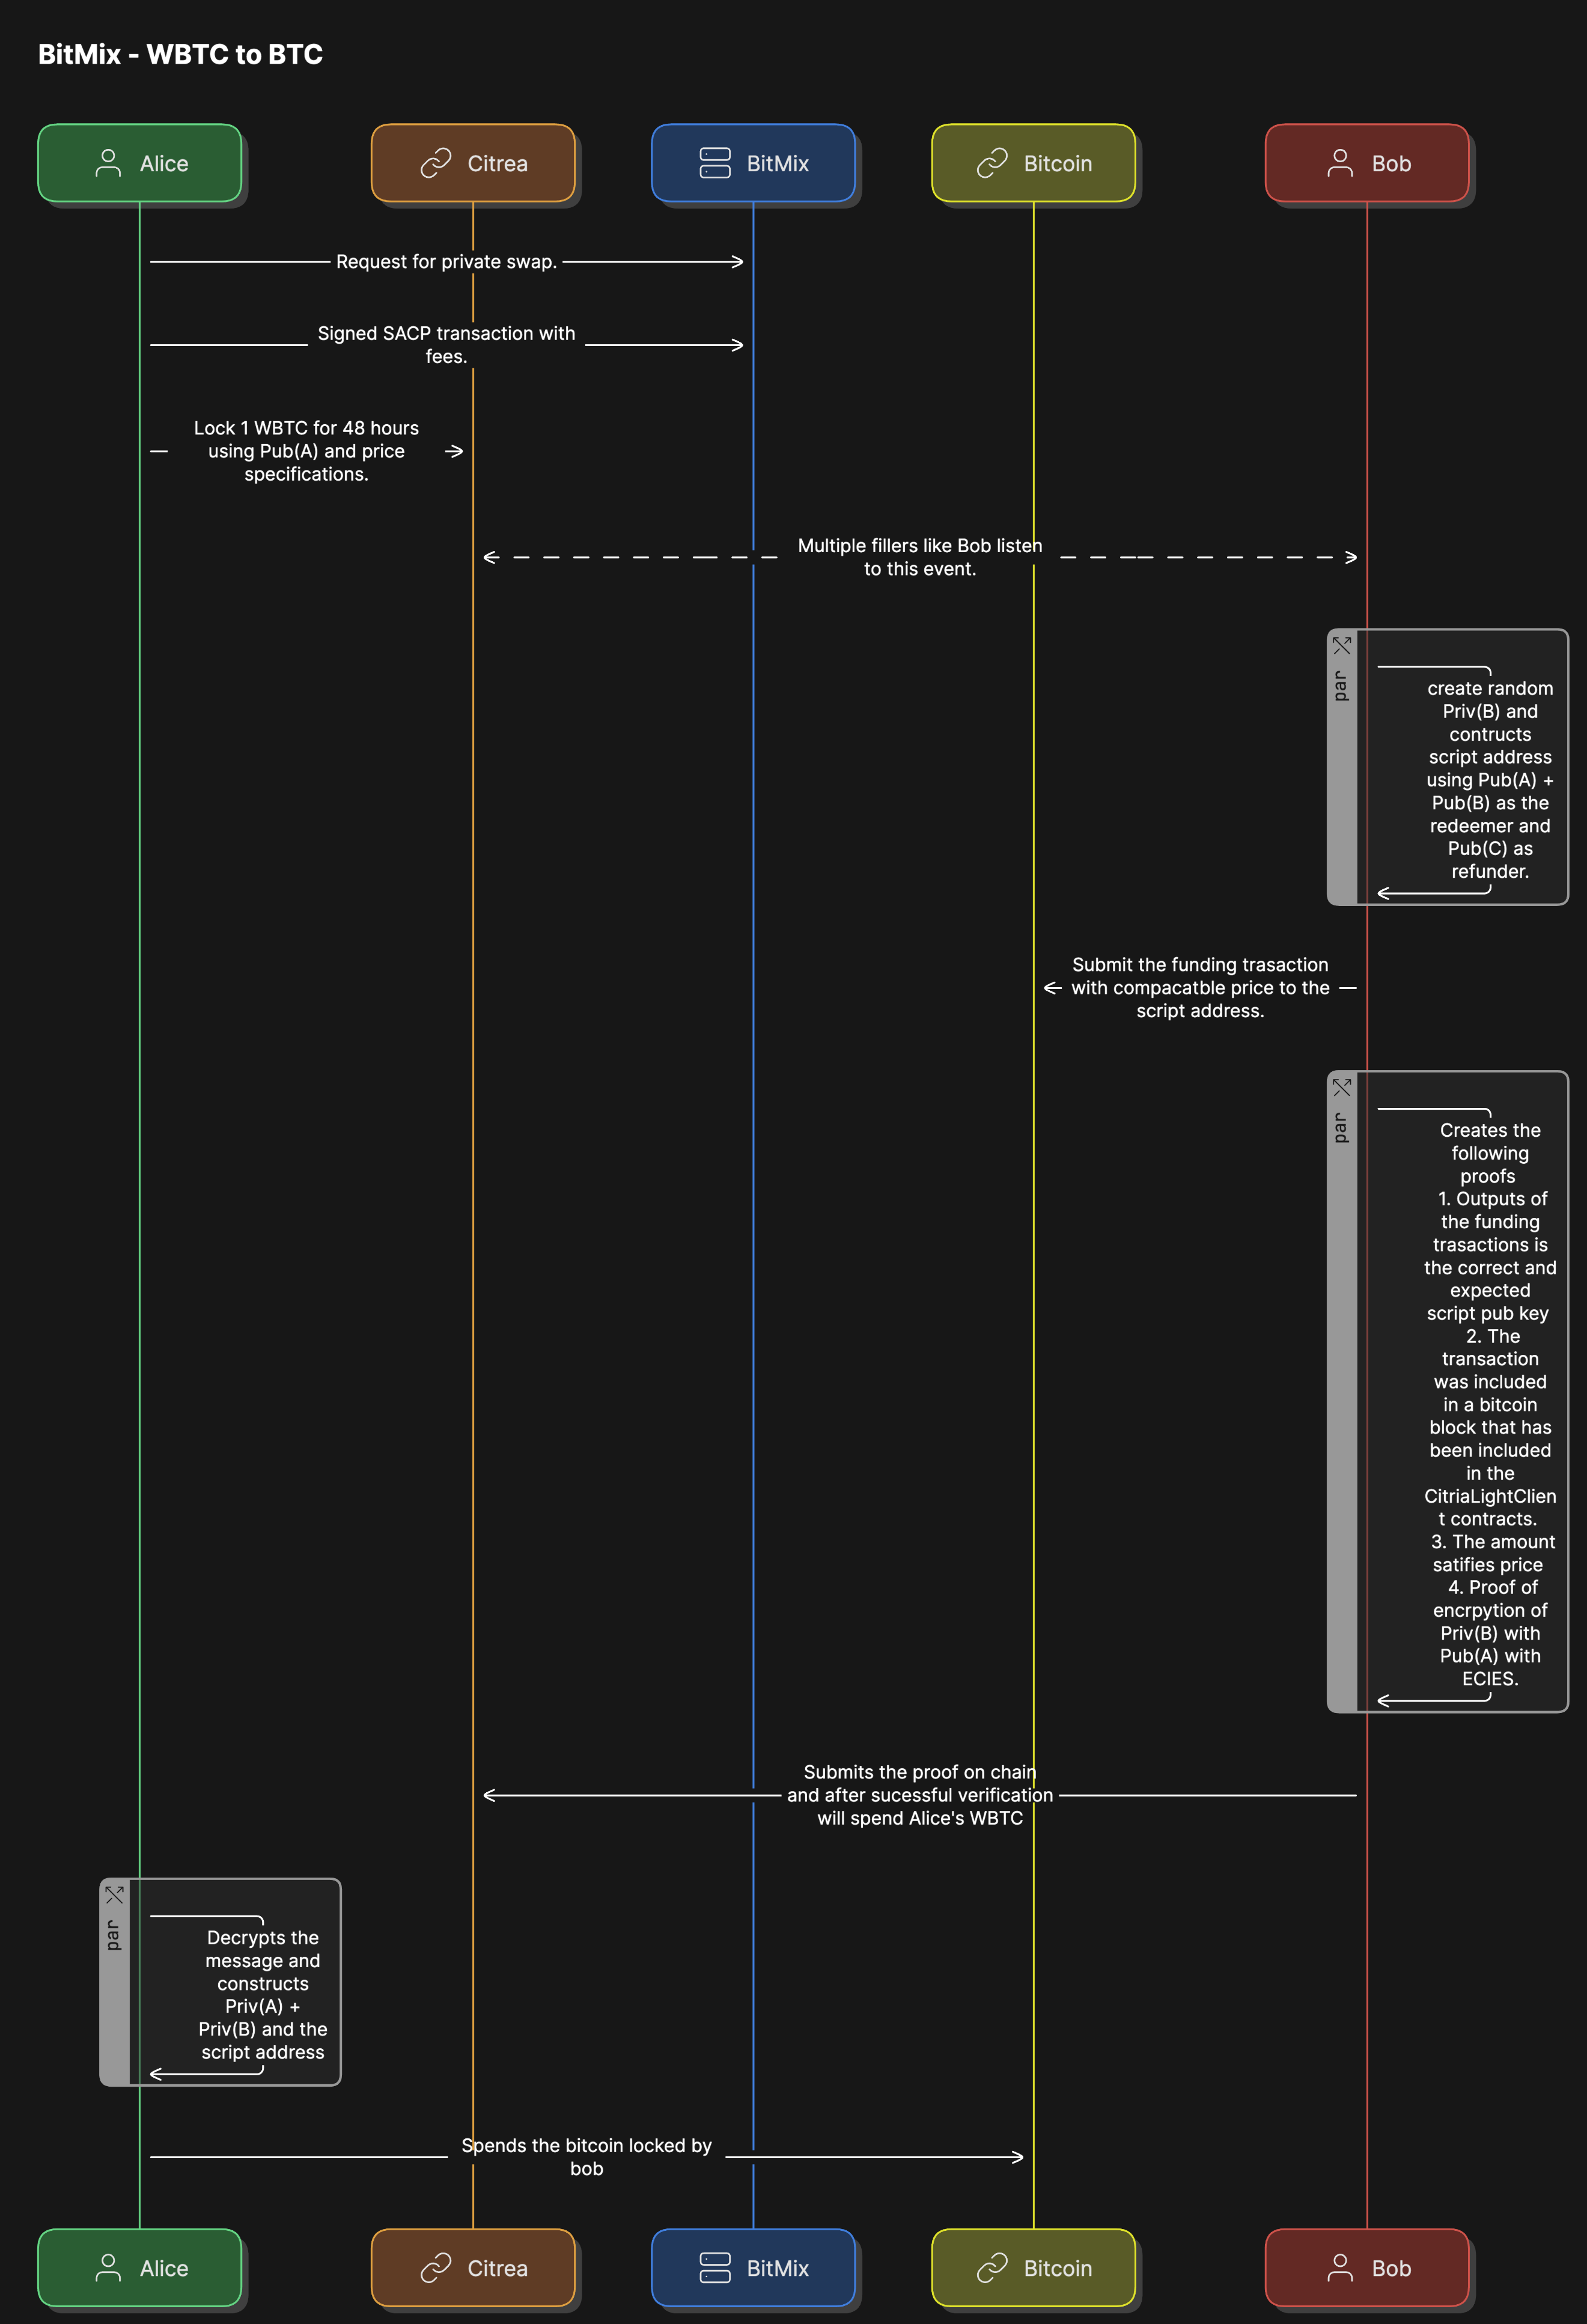 BitMix - WBTC to BTC
Alice
Citrea
BitMix
Bitcoin
Bob
Request for private swap.
Signed SACP transaction with
fees.
Lock 1 WBTC for 48 hours
using Pub(A) and price
specifications.
Multiple fillers like Bob listen
to this event.
par
create random
Priv(B) and
contructs
script address
using Pub(A) +
Pub(B) as the
redeemer and
Pub(C) as
refunder.
Submit the funding trasaction
with compacatble price to the
script address.
par
Creates the
following
proofs
1. Outputs of
the funding
trasactions is
the correct and
expected
script pub key
2. The
transaction
was included
in a bitcoin
block that has
been included
in the
CitriaLightClien
t contracts.
3. The amount
satifies price
4. Proof of
encrpytion of
Priv(B) with
Pub(A) with
ECIES.
Submits the proof on chain
and after sucessful verification
will spend Alice's WBTC
par
Decrypts the
message and
constructs
Priv(A) +
Priv(B) and the
script address
Spends the bitcoin locked by
bob
Alice
Citrea
BitMix
Bitcoin
Bob